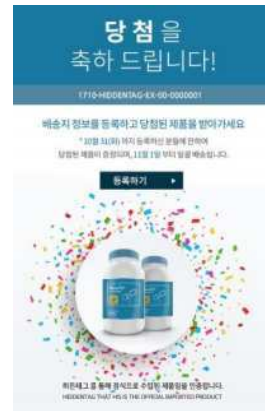 당첨을
축하 드립니다!
1710-HIDDENTAG-EX-00-0000001
배송지 정보를 등록하고 당첨된 제품을 받아가세요
* 10월 31(화) 까지 등록하신 분들에 한하여
당첨된 제품이 증정되며, 11월 1일 부터 일괄 배송됩니다.
등록하기
히든태그 를 통해 정식으로 수입된 제품임을 인증합니다.
HIDDENTAG THAT HIS IS THE OFFICIAL IMPORTED PRODUCT